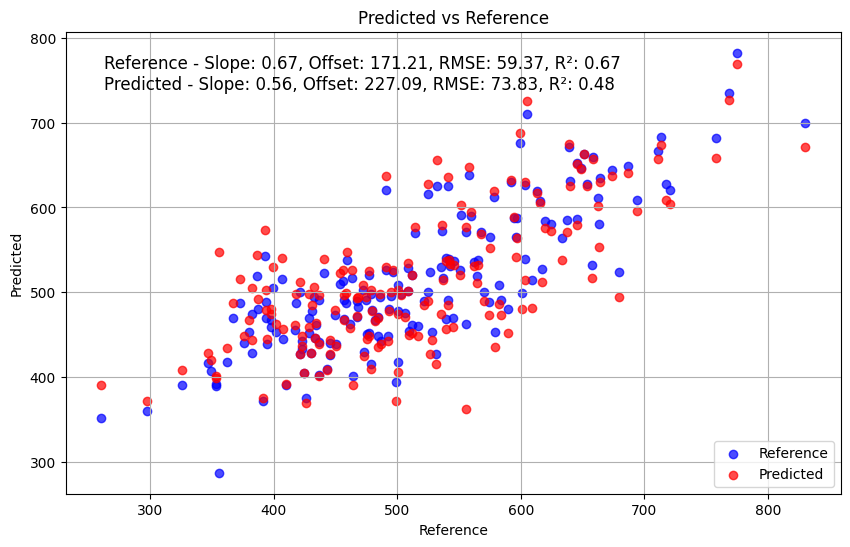 Predicted vs Reference
Reference - Slope: 0.67, Offset: 171.21, RMSE: 59.37, R²: 0.67
Predicted - Slope: 0.56, Offset: 227.09, RMSE: 73.83, R²: 0.48
Predicted
800
700
600
500
400
300
Reference
Predicted
300 400 500 600 700 800
Reference